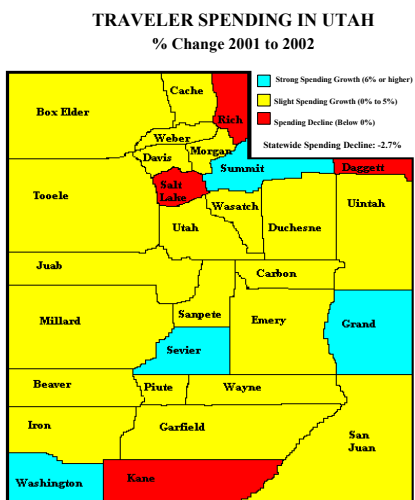 TRAVELER SPENDING IN UTAH
% Change 2001 to 2002
Strong Spending Growth (6% or higher)
Slight Spending Growth (0% to 5%)
Spending Decline (Below 0%)
Statewide Spending Decline: -2.7%
Cache
Box Elder
Rich
Weber
Morgan
Davis
Summit
Daggett
Salt
Lake
Tooele
Wasatch
Uintah
Utah
Duchesne
Juab
Carbon
Sanpete
Millard
Emery
Grand
Sevier
Beaver
Piute
Wayne
Iron
Garfield
San
Juan
Washington
Kane